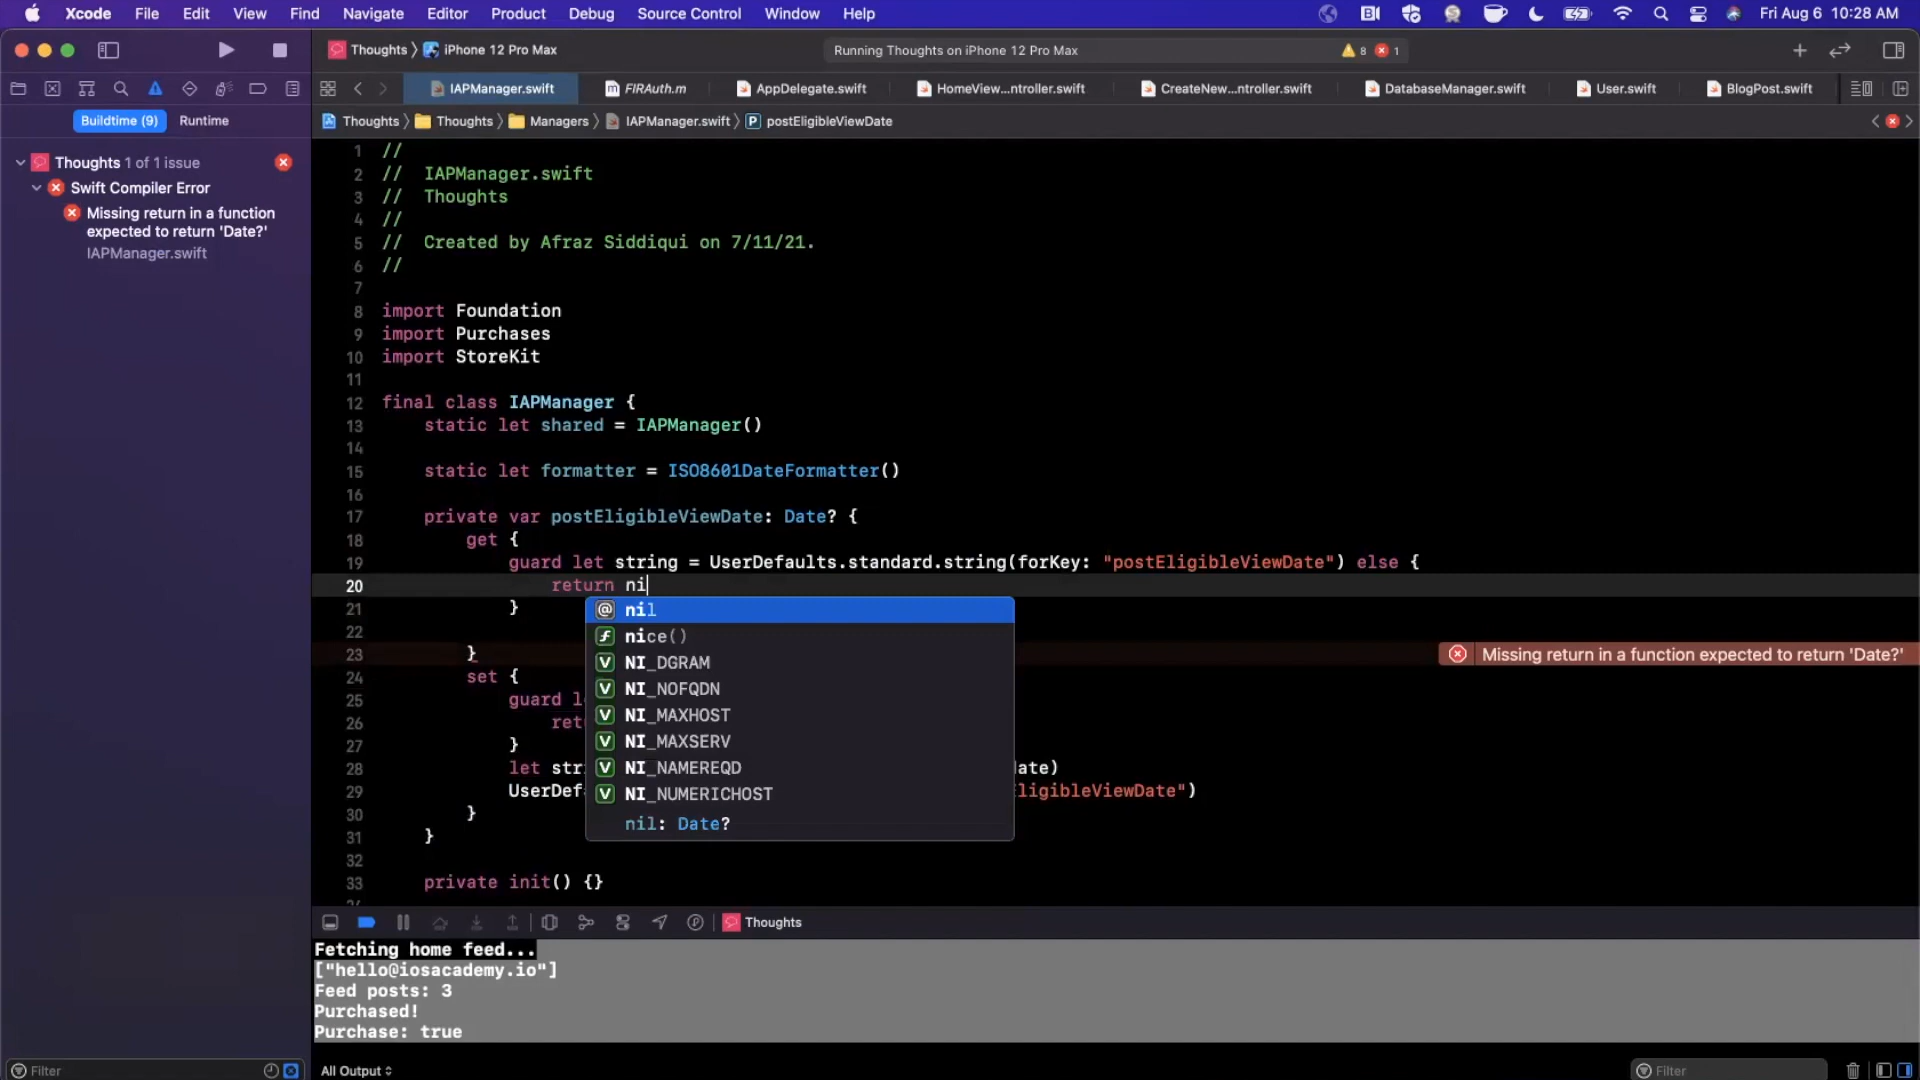 Xcode File Edit View Find Navigate Editor Product Debug Source Control Window Help Fri Aug 6 10:28 AM
Thoughts iPhone 12 Pro Max Running Thoughts on iPhone 12 Pro Max 8 1
IAPManager.swift FIRAuth.m AppDelegate.swift HomeView...ntroller.swift CreateNew...ntroller.swift DatabaseManager.swift User.swift BlogPost.swift
Buildtime (9) Runtime
Thoughts Thoughts Managers IAPManager.swift P postEligibleViewDate
Thoughts 1 of 1 issue
Swift Compiler Error
Missing return in a function
expected to return 'Date?'
IAPManager.swift
1 //
2 // IAPManager.swift
3 // Thoughts
4 //
5 // Created by Afraz Siddiqui on 7/11/21.
6 //
7
8 import Foundation
9 import Purchases
10 import StoreKit
11
12 final class IAPManager {
13 static let shared = IAPManager()
14
15 static let formatter = ISO8601DateFormatter()
16
17 private var postEligibleViewDate: Date? {
18 get {
19 guard let string = UserDefaults.standard.string(forKey: "postEligibleViewDate") else {
20 return ni
21 }
22
23 } Missing return in a function expected to return 'Date?'
24 set {
25 guard l
26 ret
27 }
28 let str ate)
29 UserDef ligibleViewDate")
30 }
31 }
32
33 private init() {}
@ nil
f nice()
V NI_DGRAM
V NI_NOFQDN
V NI_MAXHOST
V NI_MAXSERV
V NI_NAMEREQD
V NI_NUMERICHOST
nil: Date?
Thoughts
Fetching home feed...
["hello@iosacademy.io"]
Feed posts: 3
Purchased!
Purchase: true
Filter All Output Filter